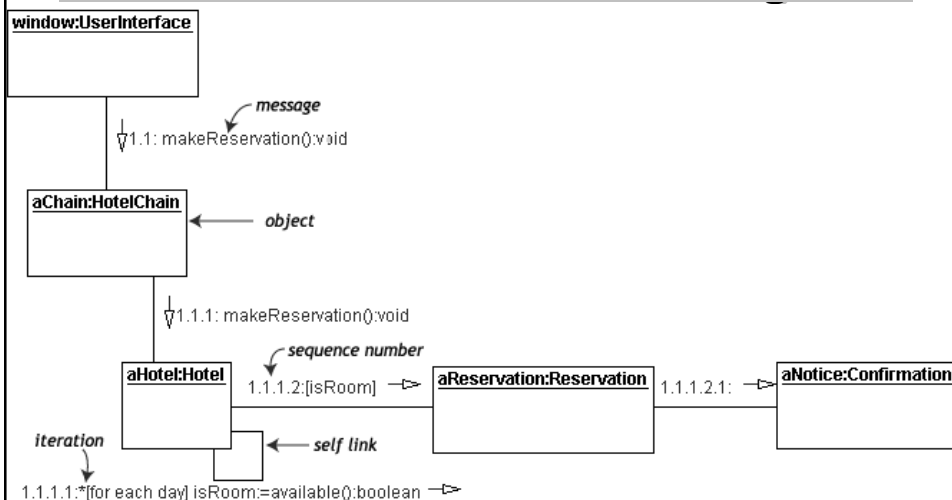 window:UserInterface
message
1.1: makeReservation():void
aChain:HotelChain
object
1.1.1: makeReservation():void
sequence number
aHotel:Hotel
1.1.1.2:[isRoom]
aReservation:Reservation
1.1.1.2.1:
aNotice:Confirmation
iteration
self link
1.1.1.1:*[for each day] isRoom:=available():boolean